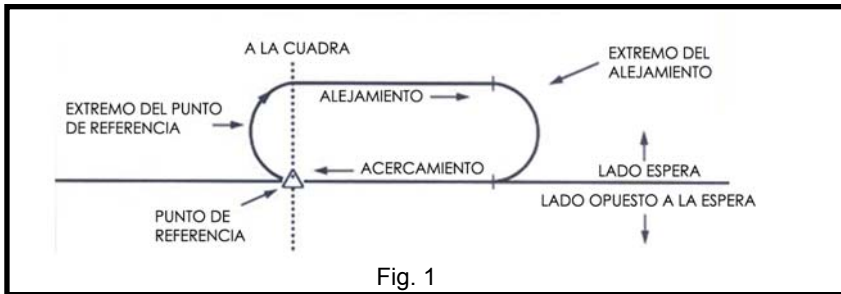 A LA CUADRA
EXTREMO DEL
ALEJAMIENTO
ALEJAMIENTO
EXTREMO DEL PUNTO
DE REFERENCIA
ACERCAMIENTO
LADO ESPERA
LADO OPUESTO A LA ESPERA
PUNTO DE
REFERENCIA
Fig. 1